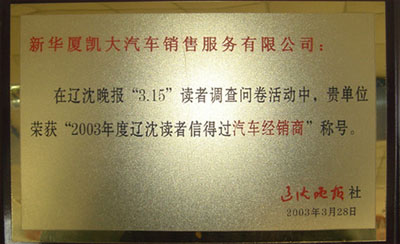 新华厦凯大汽车销售服务有限公司：
在辽沈晚报“3.15”读者调查问卷活动中，贵单位
荣获“2003年度辽沈读者信得过汽车经销商”称号。
辽沈晚报社
2003年3月28日